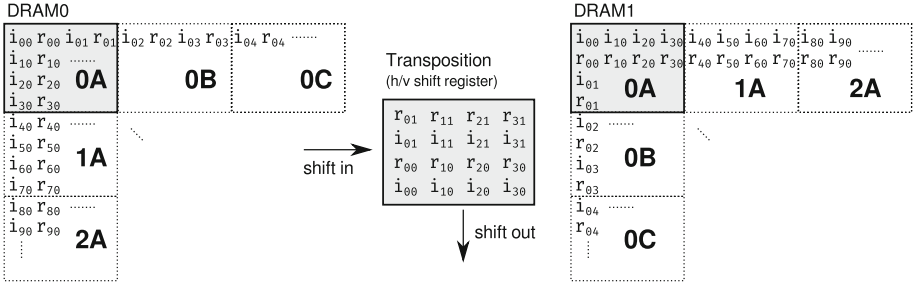 DRAM0
i00 r00 i01 r01 i02 r02 i03 r03 i04 r04 ........
i10 r10 ........
i20 r20 0A 0B 0C
i30 r30
i40 r40 ........
i50 r50 1A
i60 r60
i70 r70
i80 r80 ........
i90 r90 2A
Transposition
(h/v shift register)
r01 r11 r21 r31
i01 i11 i21 i31
r00 r10 r20 r30
i00 i10 i20 i30
shift in
shift out
DRAM1
i00 i10 i20 i30 i40 i50 i60 i70 i80 i90 ........
r00 r10 r20 r30 r40 r50 r60 r70 r80 r90
i01 0A 1A 2A
r01
i02 ........
r02
i03 0B
r03
i04 ........
r04
0C